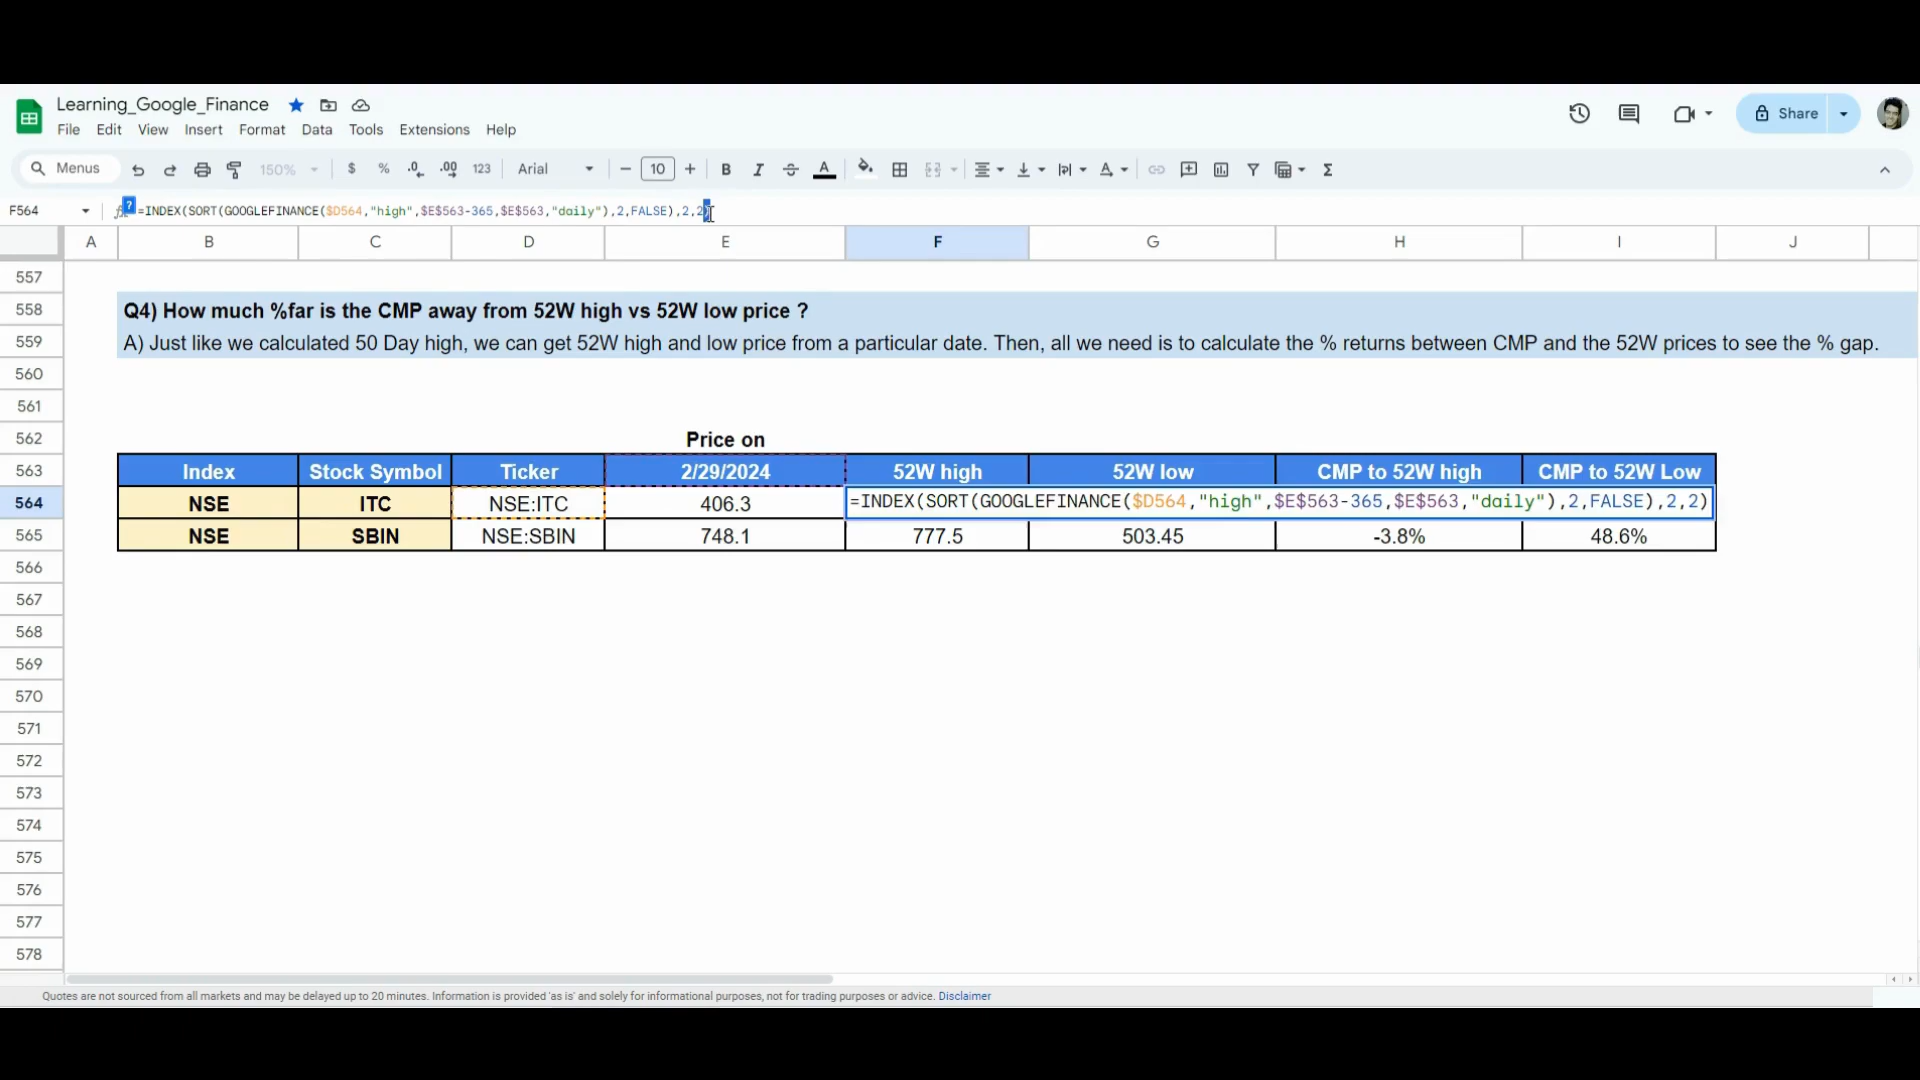 Learning_Google_Finance
File Edit View Insert Format Data Tools Extensions Help
Share
Menus 150% $ % .0 .00 123 Arial 10 B I A Σ
F564 =INDEX(SORT(GOOGLEFINANCE($D564,"high",$E$563-365,$E$563,"daily"),2,FALSE),2,2)
A B C D E F G H I J
557
558 Q4) How much %far is the CMP away from 52W high vs 52W low price ?
559 A) Just like we calculated 50 Day high, we can get 52W high and low price from a particular date. Then, all we need is to calculate the % returns between CMP and the 52W prices to see the % gap.
560
561
562 Price on
563 Index Stock Symbol Ticker 2/29/2024 52W high 52W low CMP to 52W high CMP to 52W Low
564 NSE ITC NSE:ITC 406.3 =INDEX(SORT(GOOGLEFINANCE($D564,"high",$E$563-365,$E$563,"daily"),2,FALSE),2,2)
565 NSE SBIN NSE:SBIN 748.1 777.5 503.45 -3.8% 48.6%
566
567
568
569
570
571
572
573
574
575
576
577
578
Quotes are not sourced from all markets and may be delayed up to 20 minutes. Information is provided 'as is' and solely for informational purposes, not for trading purposes or advice. Disclaimer